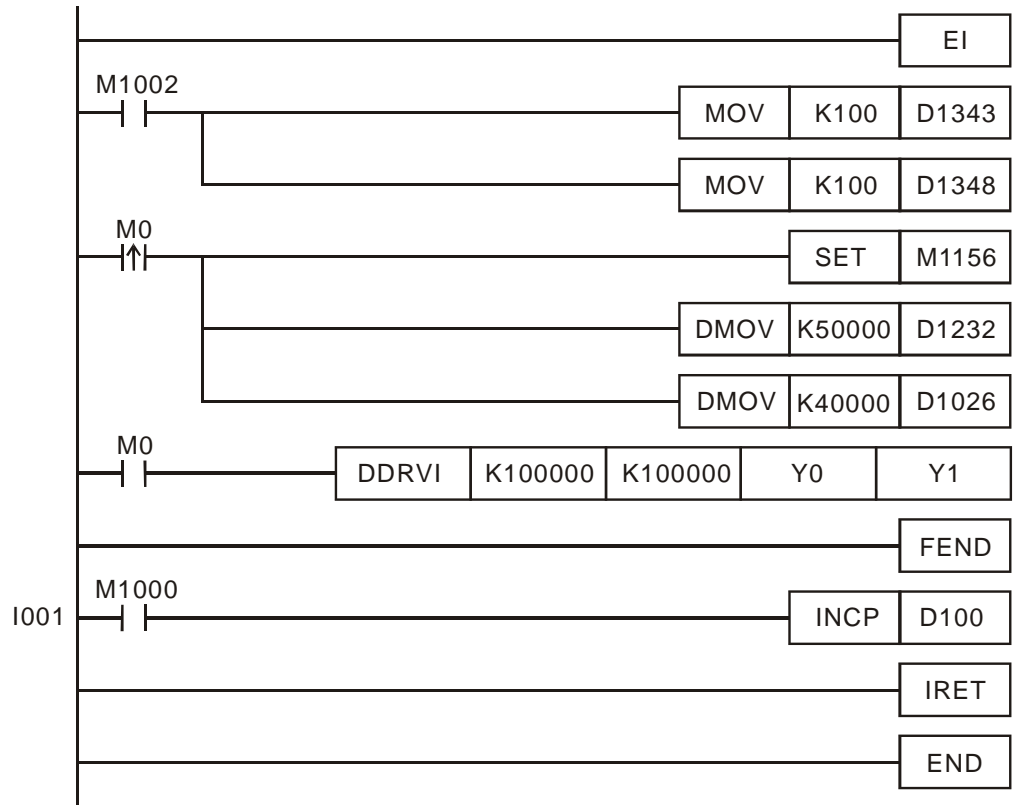 EI
M1002
MOV K100 D1343
MOV K100 D1348
M0
SET M1156
DMOV K50000 D1232
DMOV K40000 D1026
M0
DDRVI K100000 K100000 Y0 Y1
FEND
M1000
I001 INCP D100
IRET
END